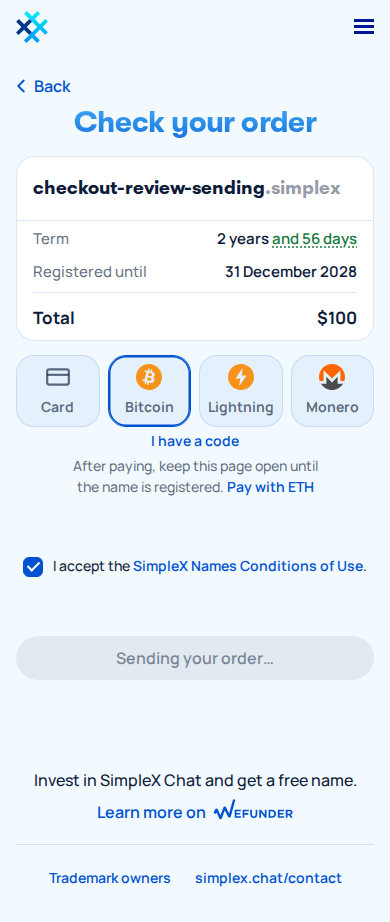 Back
Check your order
checkout-review-sending.simplex
Term 2 years and 56 days
Registered until 31 December 2028
Total $100
Card Bitcoin Lightning Monero
I have a code
After paying, keep this page open until
the name is registered. Pay with ETH
I accept the SimpleX Names Conditions of Use.
Sending your order…
Invest in SimpleX Chat and get a free name.
Learn more on WEFUNDER
Trademark owners simplex.chat/contact